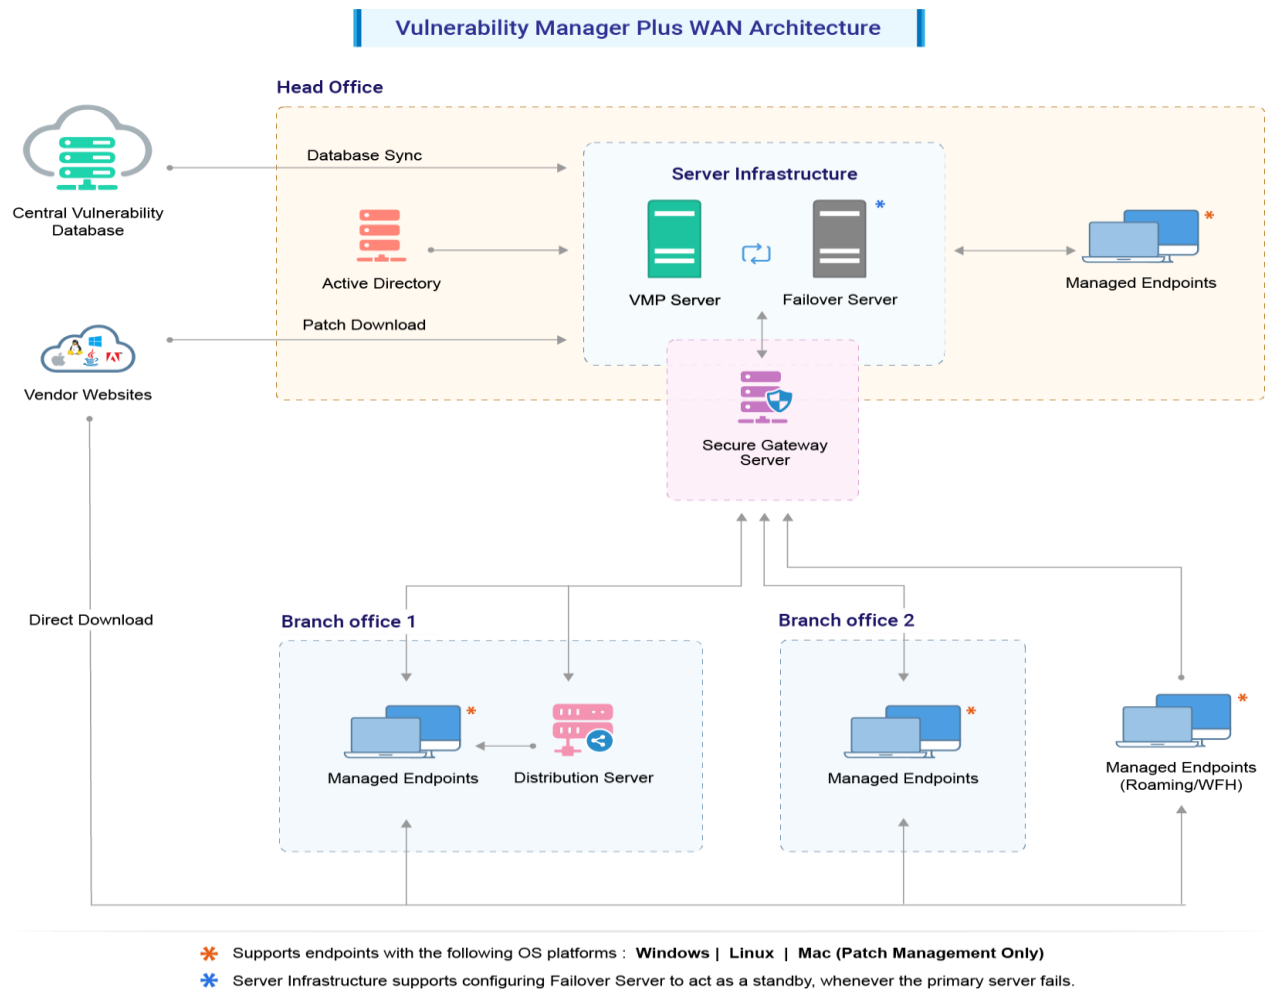 Vulnerability Manager Plus WAN Architecture
Head Office
Database Sync
Server Infrastructure
Central Vulnerability
Database
Active Directory
VMP Server
Failover Server
Managed Endpoints
Patch Download
Vendor Websites
Secure Gateway
Server
Direct Download
Branch office 1
Branch office 2
Managed Endpoints
Distribution Server
Managed Endpoints
Managed Endpoints
(Roaming/WFH)
* Supports endpoints with the following OS platforms : Windows | Linux | Mac (Patch Management Only)
* Server Infrastructure supports configuring Failover Server to act as a standby, whenever the primary server fails.